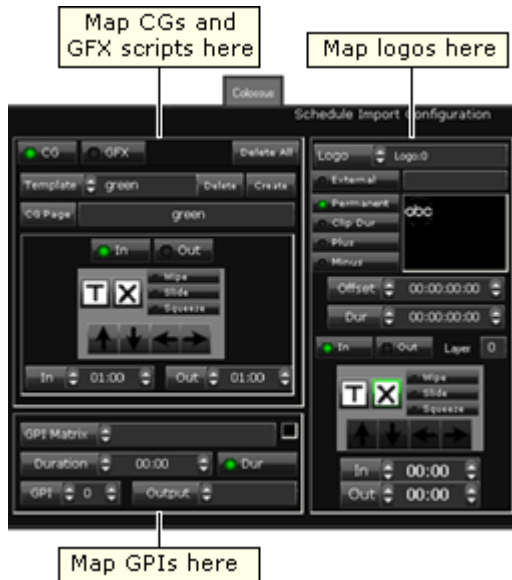 Map CGs and
GFX scripts here
Map logos here
Colossus
Schedule Import Configuration
CG GFX Delete All
Template green Delete Create
CG Page green
In Out
Wipe
T X Slide
Squeeze
In 01:00 Out 01:00
GPI Matrix
Duration 00:00 Dur
GPI 0 Output
Logo Logo:0
External
Permanent abc
Clip Dur
Plus
Minus
Offset 00:00:00:00
Dur 00:00:00:00
In Out Layer 0
Wipe
T X Slide
Squeeze
In 00:00
Out 00:00
Map GPIs here